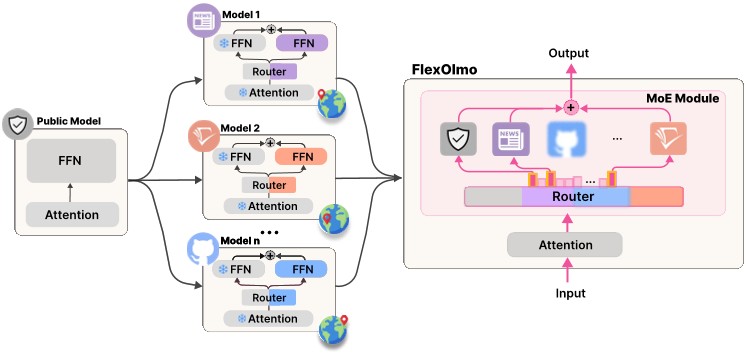 Public Model
FFN
Attention
Model 1
NEWS
FFN
FFN
Router
Attention
Model 2
FFN
FFN
Router
Attention
...
Model n
FFN
FFN
Router
Attention
Output
FlexOlmo
MoE Module
NEWS
...
...
Router
Attention
Input